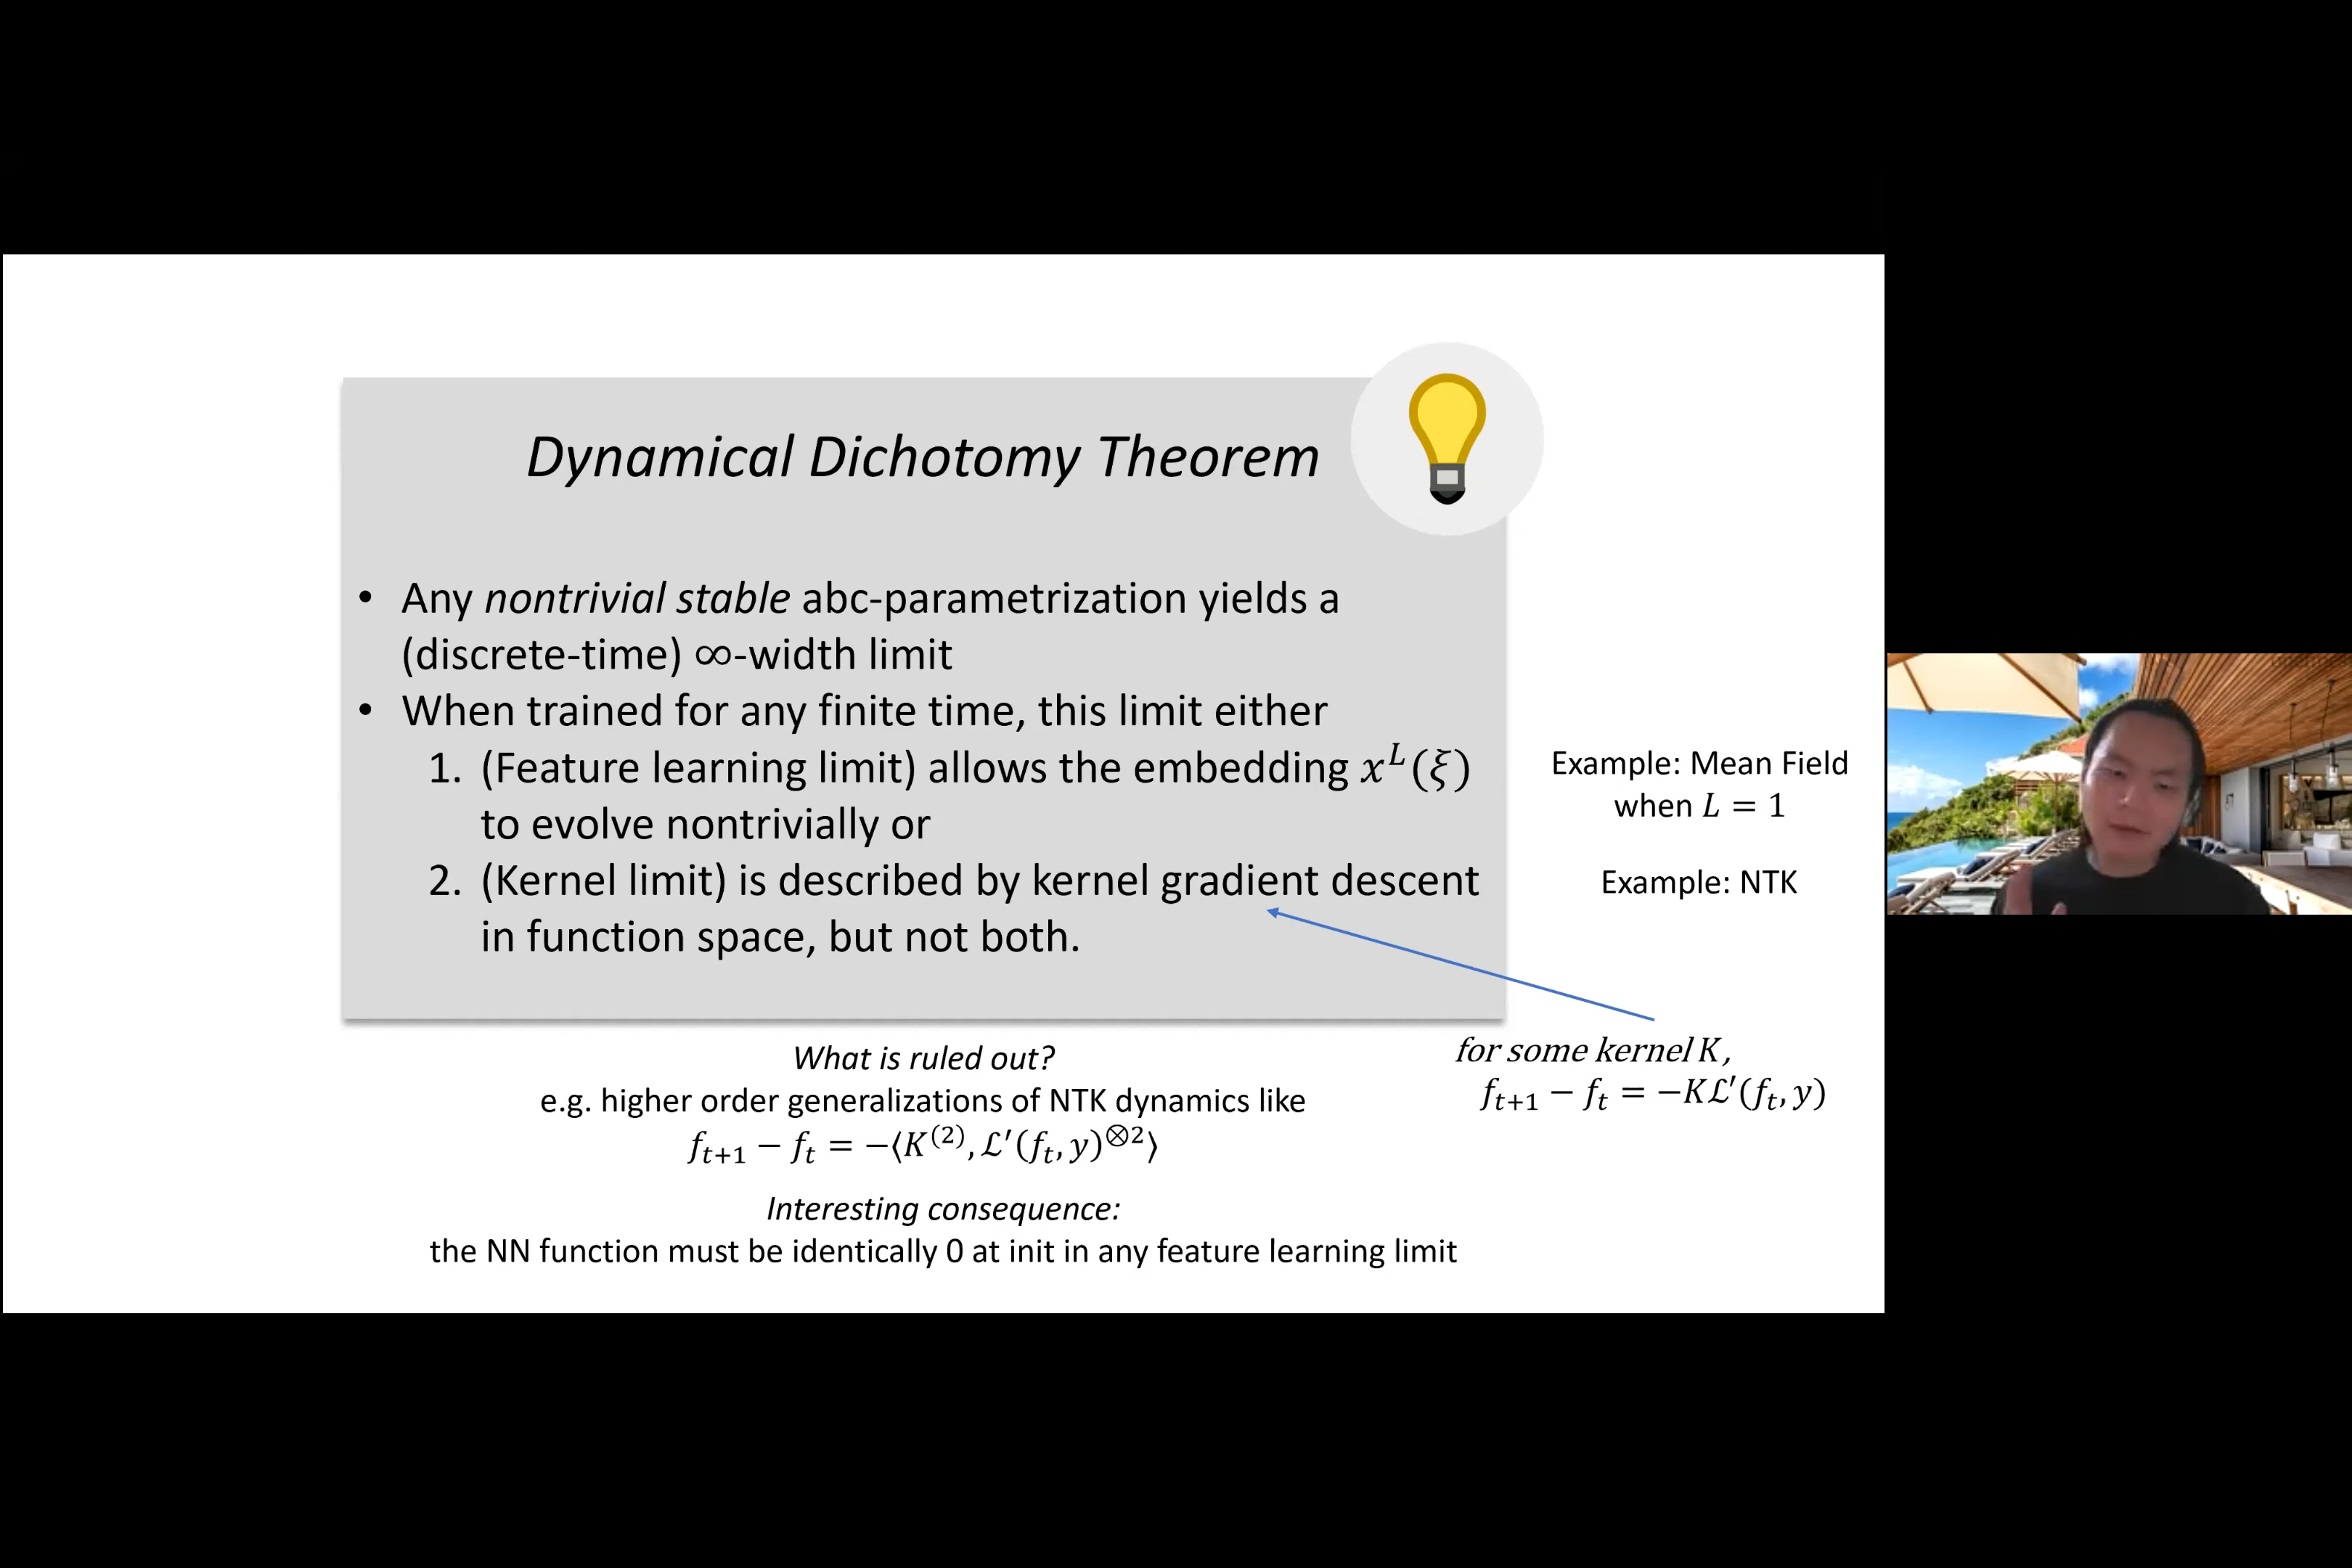 Dynamical Dichotomy Theorem
• Any nontrivial stable abc-parametrization yields a
(discrete-time) ∞-width limit
• When trained for any finite time, this limit either
1. (Feature learning limit) allows the embedding x^L(ξ)
to evolve nontrivially or
2. (Kernel limit) is described by kernel gradient descent
in function space, but not both.
Example: Mean Field
when L = 1
Example: NTK
for some kernel K,
f_{t+1} − f_t = −Kℒ′(f_t, y)
What is ruled out?
e.g. higher order generalizations of NTK dynamics like
f_{t+1} − f_t = −⟨K^{(2)}, ℒ′(f_t, y)^{⊗2}⟩
Interesting consequence:
the NN function must be identically 0 at init in any feature learning limit